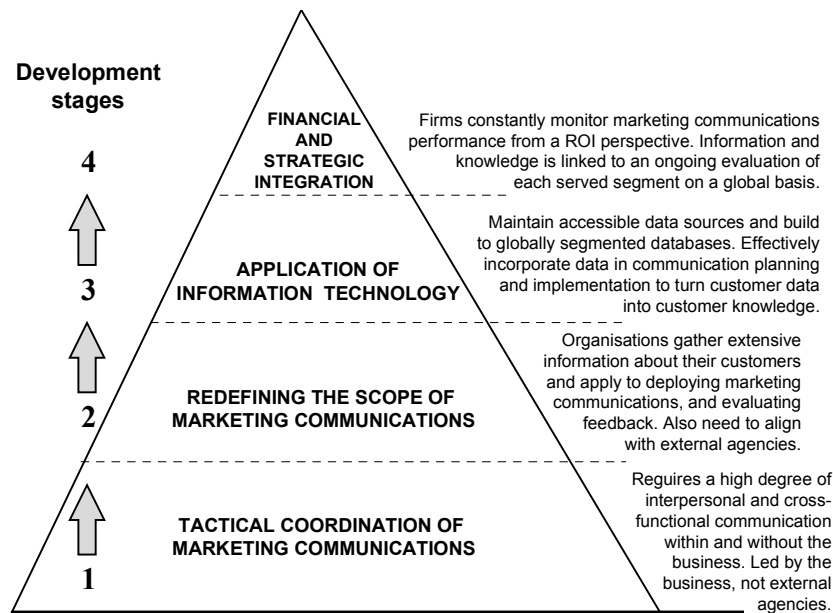 Development
stages
4
3
2
1
FINANCIAL
AND
STRATEGIC
INTEGRATION
Firms constantly monitor marketing communications
performance from a ROI perspective. Information and
knowledge is linked to an ongoing evaluation of
each served segment on a global basis.
APPLICATION OF
INFORMATION TECHNOLOGY
Maintain accessible data sources and build
to globally segmented databases. Effectively
incorporate data in communication planning
and implementation to turn customer data
into customer knowledge.
REDEFINING THE SCOPE OF
MARKETING COMMUNICATIONS
Organisations gather extensive
information about their customers
and apply to deploying marketing
communications, and evaluating
feedback. Also need to align
with external agencies.
TACTICAL COORDINATION OF
MARKETING COMMUNICATIONS
Reguires a high degree of
interpersonal and cross-
functional communication
within and without the
business. Led by the
business, not external
agencies.